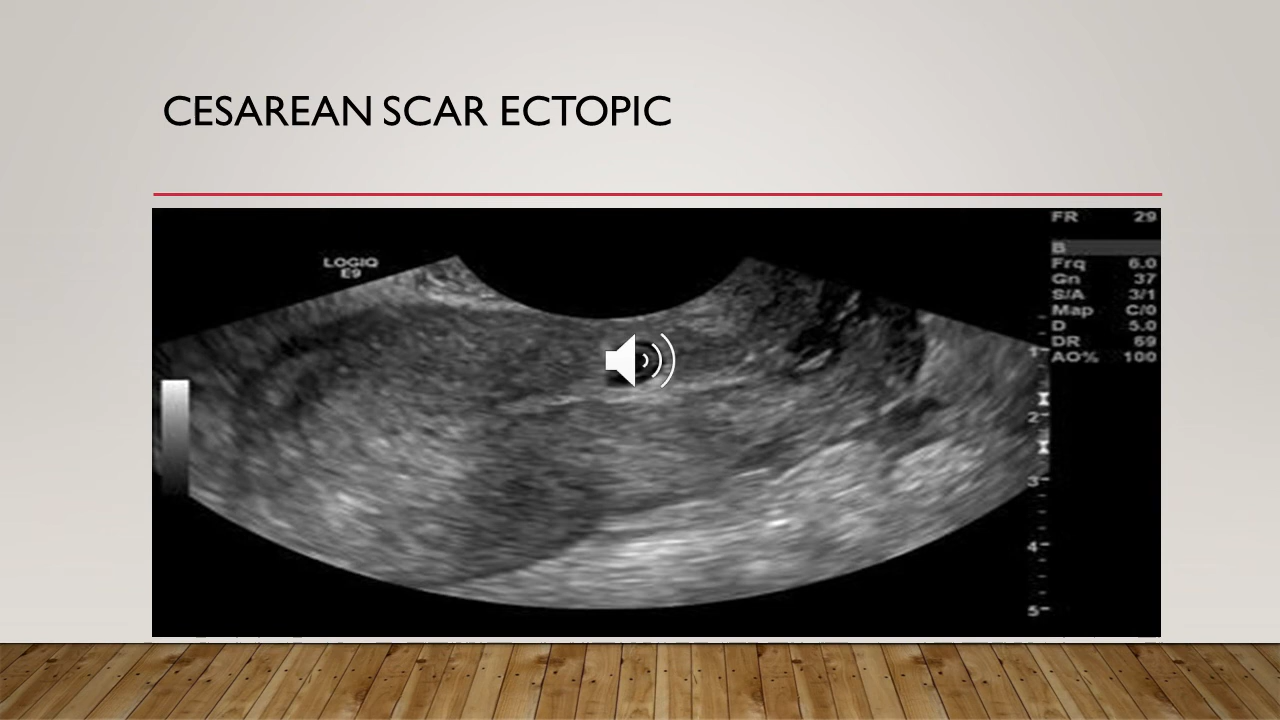 CESAREAN SCAR ECTOPIC
FR 29
LOGIQ
E9
B
Frq 6.0
Gn 37
S/A 3/1
Map C/0
D 5.0
DR 69
AO% 100
1
2
3
4
5